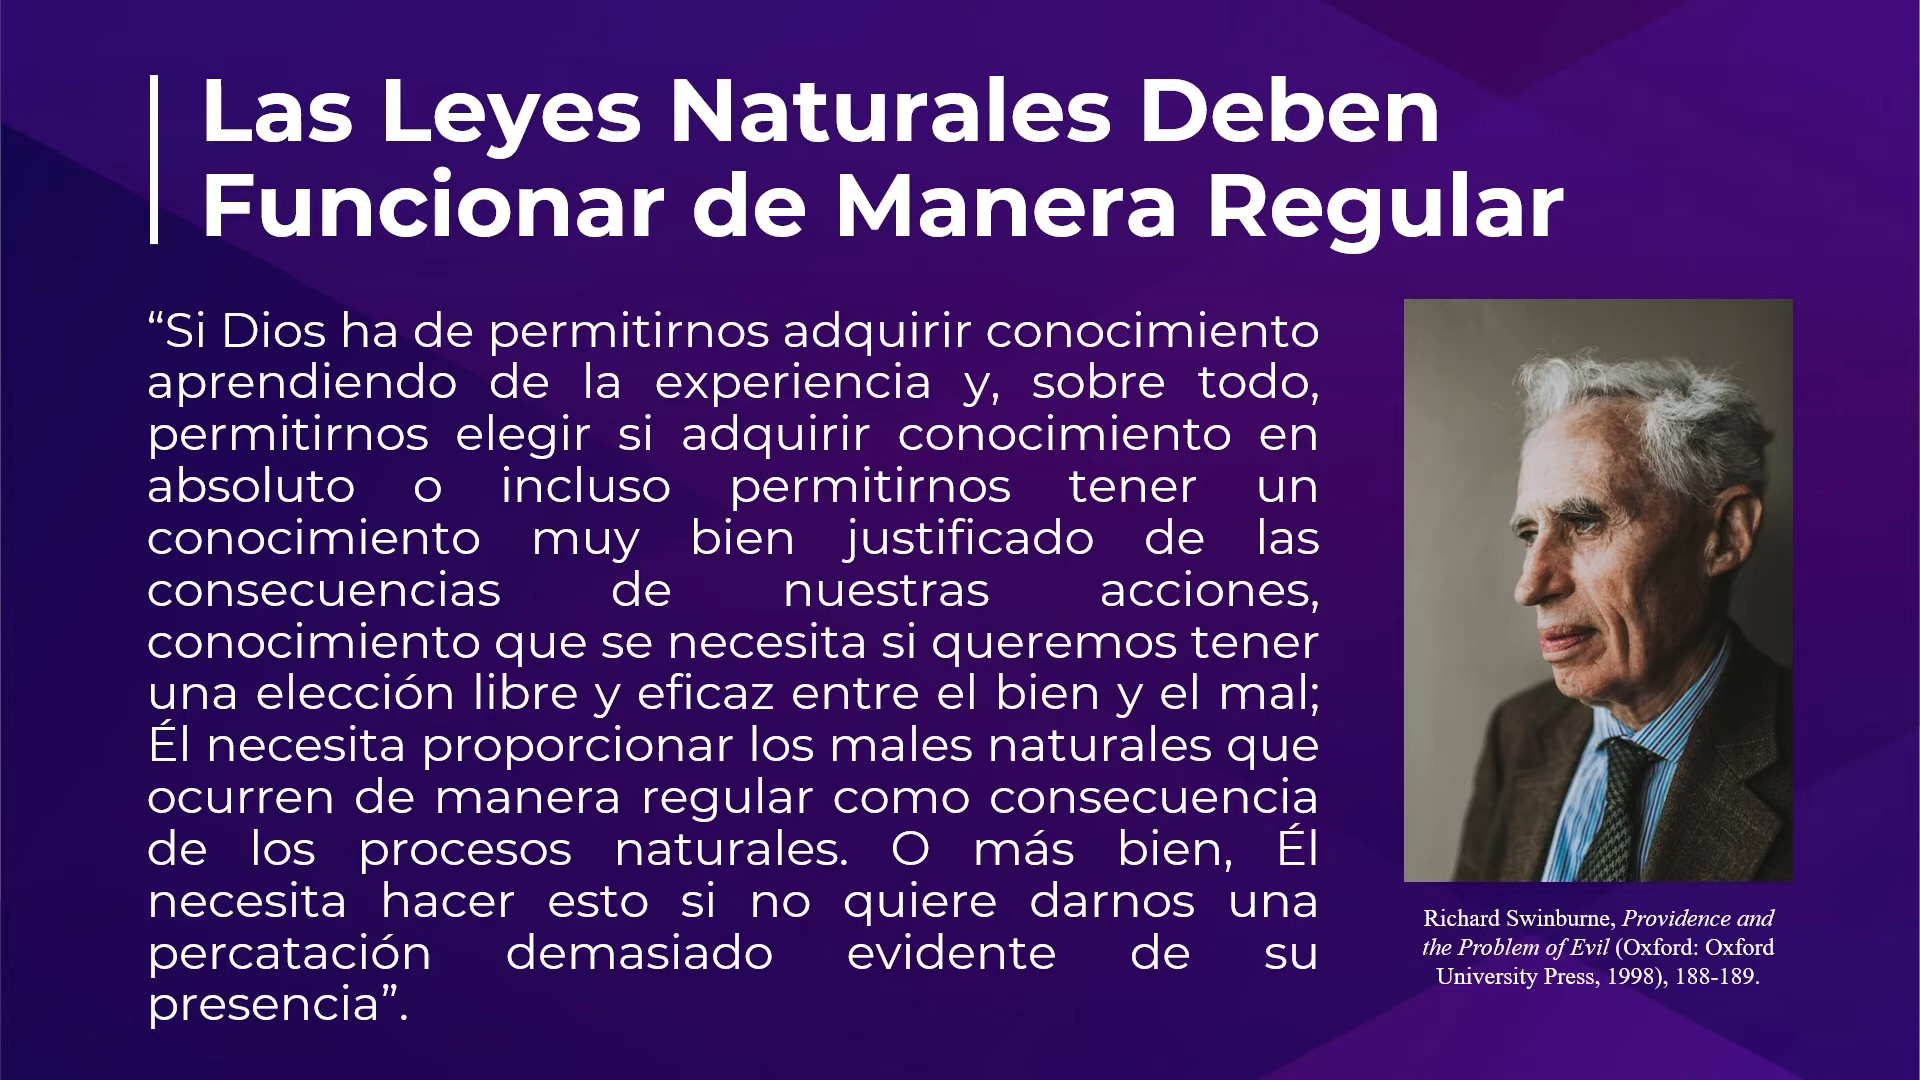 Las Leyes Naturales Deben
Funcionar de Manera Regular
“Si Dios ha de permitirnos adquirir conocimiento
aprendiendo de la experiencia y, sobre todo,
permitirnos elegir si adquirir conocimiento en
absoluto o incluso permitirnos tener un
conocimiento muy bien justificado de las
consecuencias de nuestras acciones,
conocimiento que se necesita si queremos tener
una elección libre y eficaz entre el bien y el mal;
Él necesita proporcionar los males naturales que
ocurren de manera regular como consecuencia
de los procesos naturales. O más bien, Él
necesita hacer esto si no quiere darnos una
percatación demasiado evidente de su
presencia”.
Richard Swinburne, Providence and
the Problem of Evil (Oxford: Oxford
University Press, 1998), 188-189.